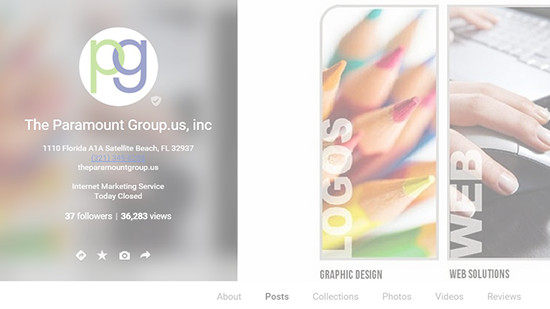 pg
The Paramount Group.us, inc
1110 Florida A1A Satellite Beach, FL 32937
theparamountgroup.us
Internet Marketing Service
Today Closed
37 followers | 36,283 views
LOGOS
WEB
GRAPHIC DESIGN
WEB SOLUTIONS
About Posts Collections Photos Videos Reviews